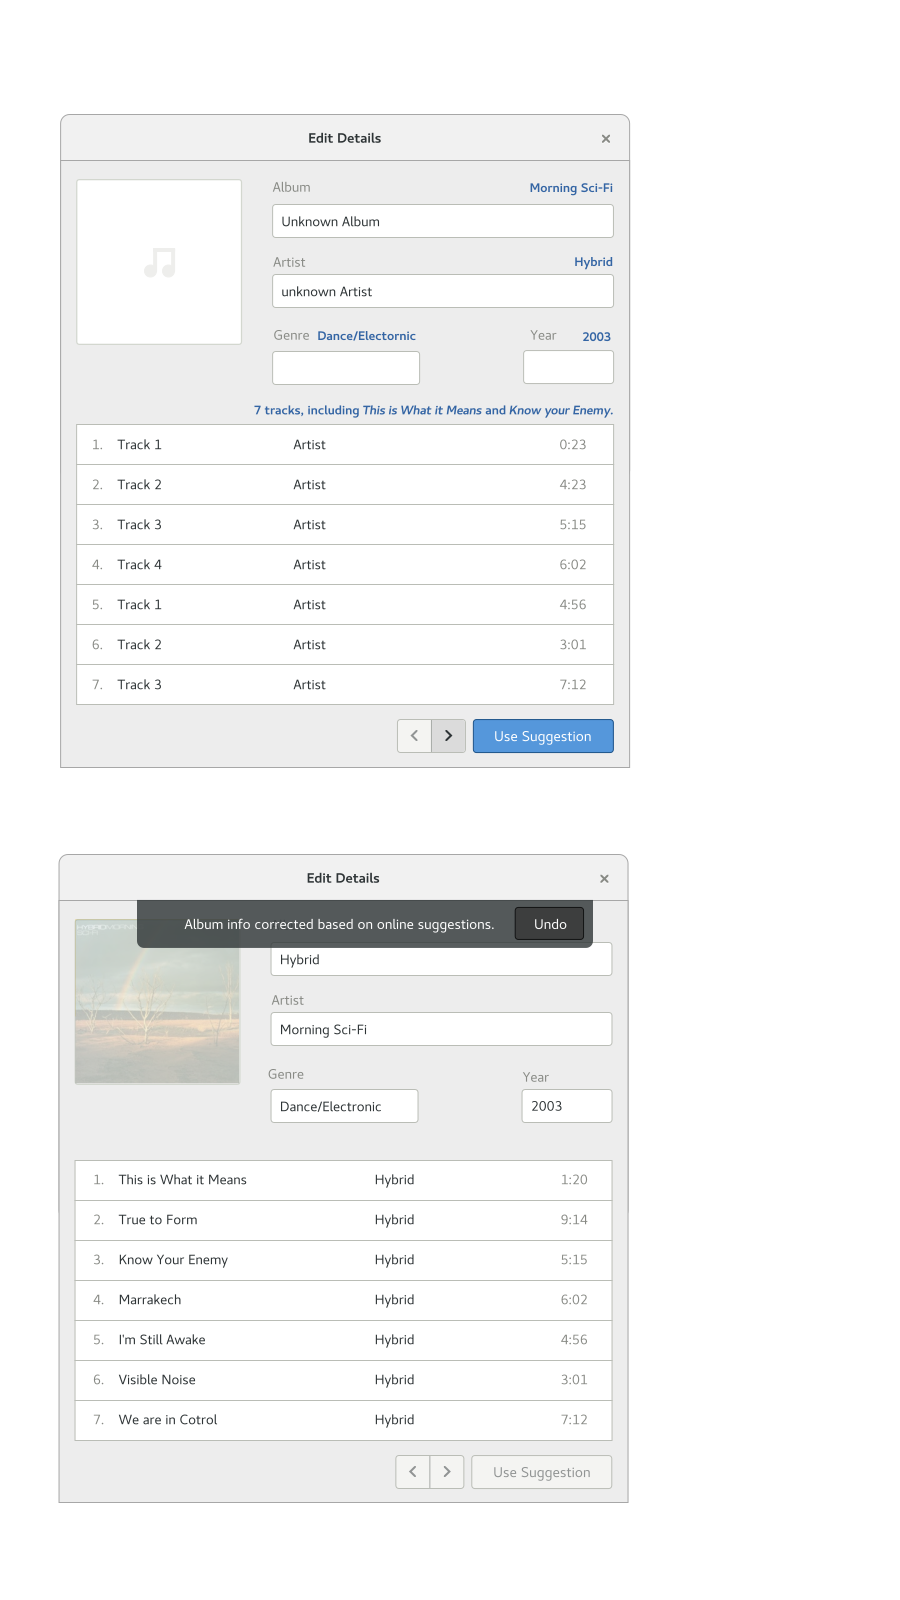 Edit Details
Album Morning Sci-Fi
Unknown Album
Artist Hybrid
unknown Artist
Genre Dance/Electornic Year 2003
7 tracks, including This is What it Means and Know your Enemy.
1. Track 1 Artist 0:23
2. Track 2 Artist 4:23
3. Track 3 Artist 5:15
4. Track 4 Artist 6:02
5. Track 1 Artist 4:56
6. Track 2 Artist 3:01
7. Track 3 Artist 7:12
Use Suggestion
Edit Details
Album info corrected based on online suggestions. Undo
Hybrid
Artist
Morning Sci-Fi
Genre Year
Dance/Electronic 2003
1. This is What it Means Hybrid 1:20
2. True to Form Hybrid 9:14
3. Know Your Enemy Hybrid 5:15
4. Marrakech Hybrid 6:02
5. I'm Still Awake Hybrid 4:56
6. Visible Noise Hybrid 3:01
7. We are in Cotrol Hybrid 7:12
Use Suggestion